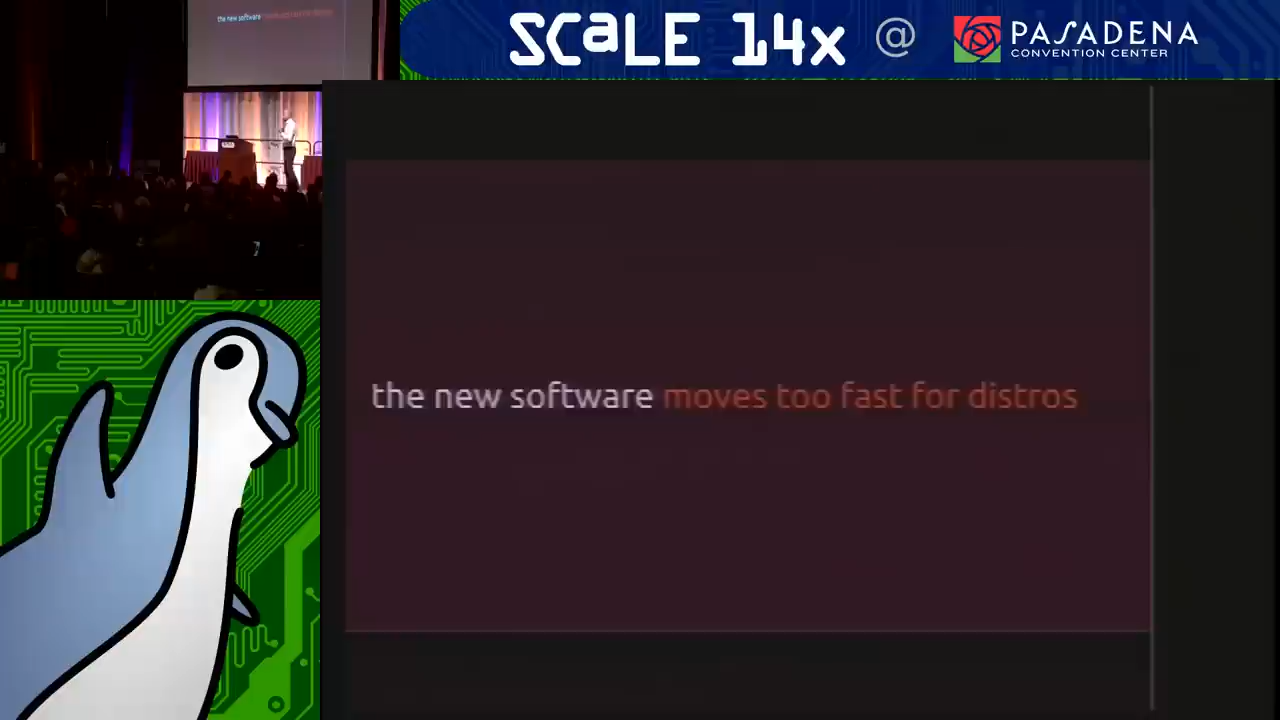 SCaLE 14x @ PASADENA
CONVENTION CENTER
the new software moves too fast for distros